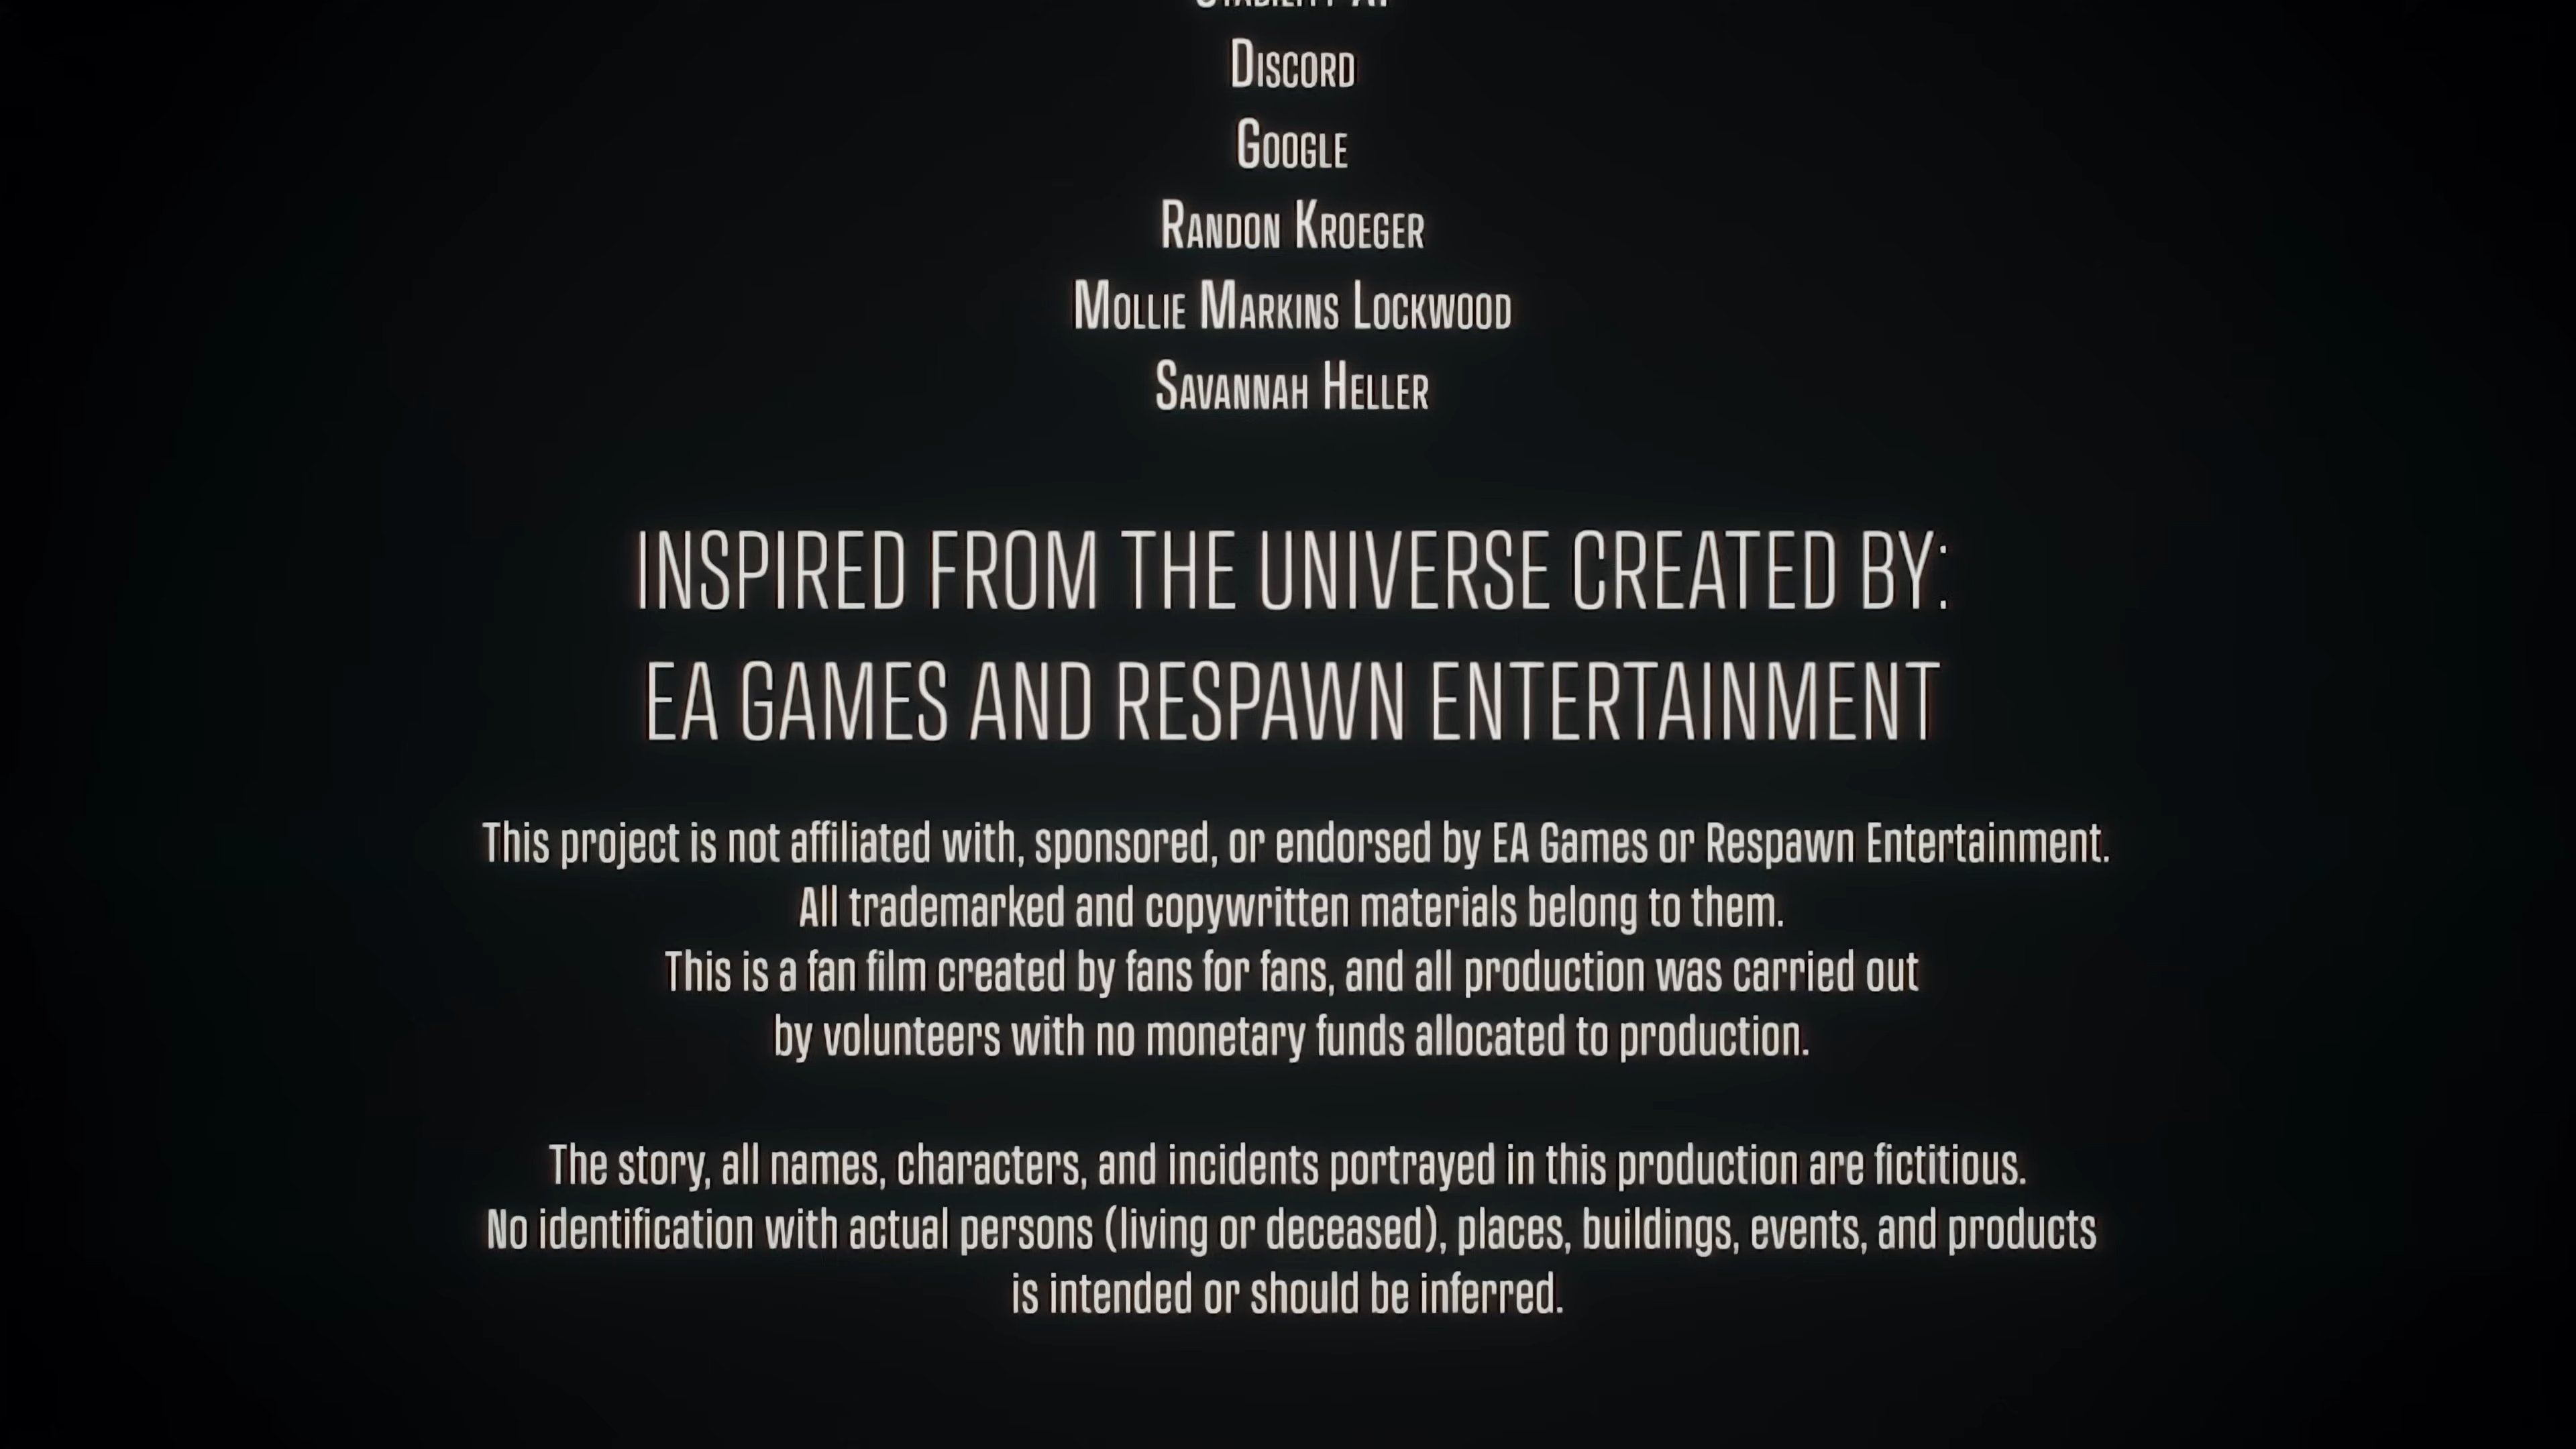 Stability AI
Discord
Google
Randon Kroeger
Mollie Markins Lockwood
Savannah Heller
INSPIRED FROM THE UNIVERSE CREATED BY:
EA GAMES AND RESPAWN ENTERTAINMENT
This project is not affiliated with, sponsored, or endorsed by EA Games or Respawn Entertainment.
All trademarked and copywritten materials belong to them.
This is a fan film created by fans for fans, and all production was carried out
by volunteers with no monetary funds allocated to production.
The story, all names, characters, and incidents portrayed in this production are fictitious.
No identification with actual persons (living or deceased), places, buildings, events, and products
is intended or should be inferred.